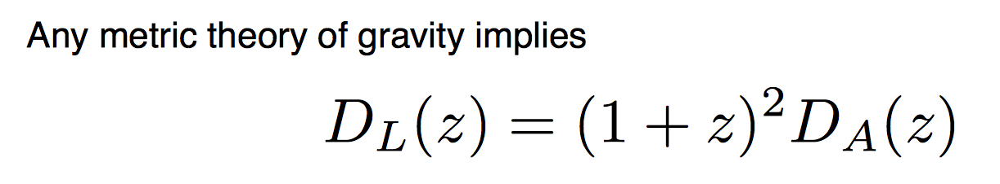 Any metric theory of gravity implies
D_L(z) = (1 + z)^2 D_A(z)